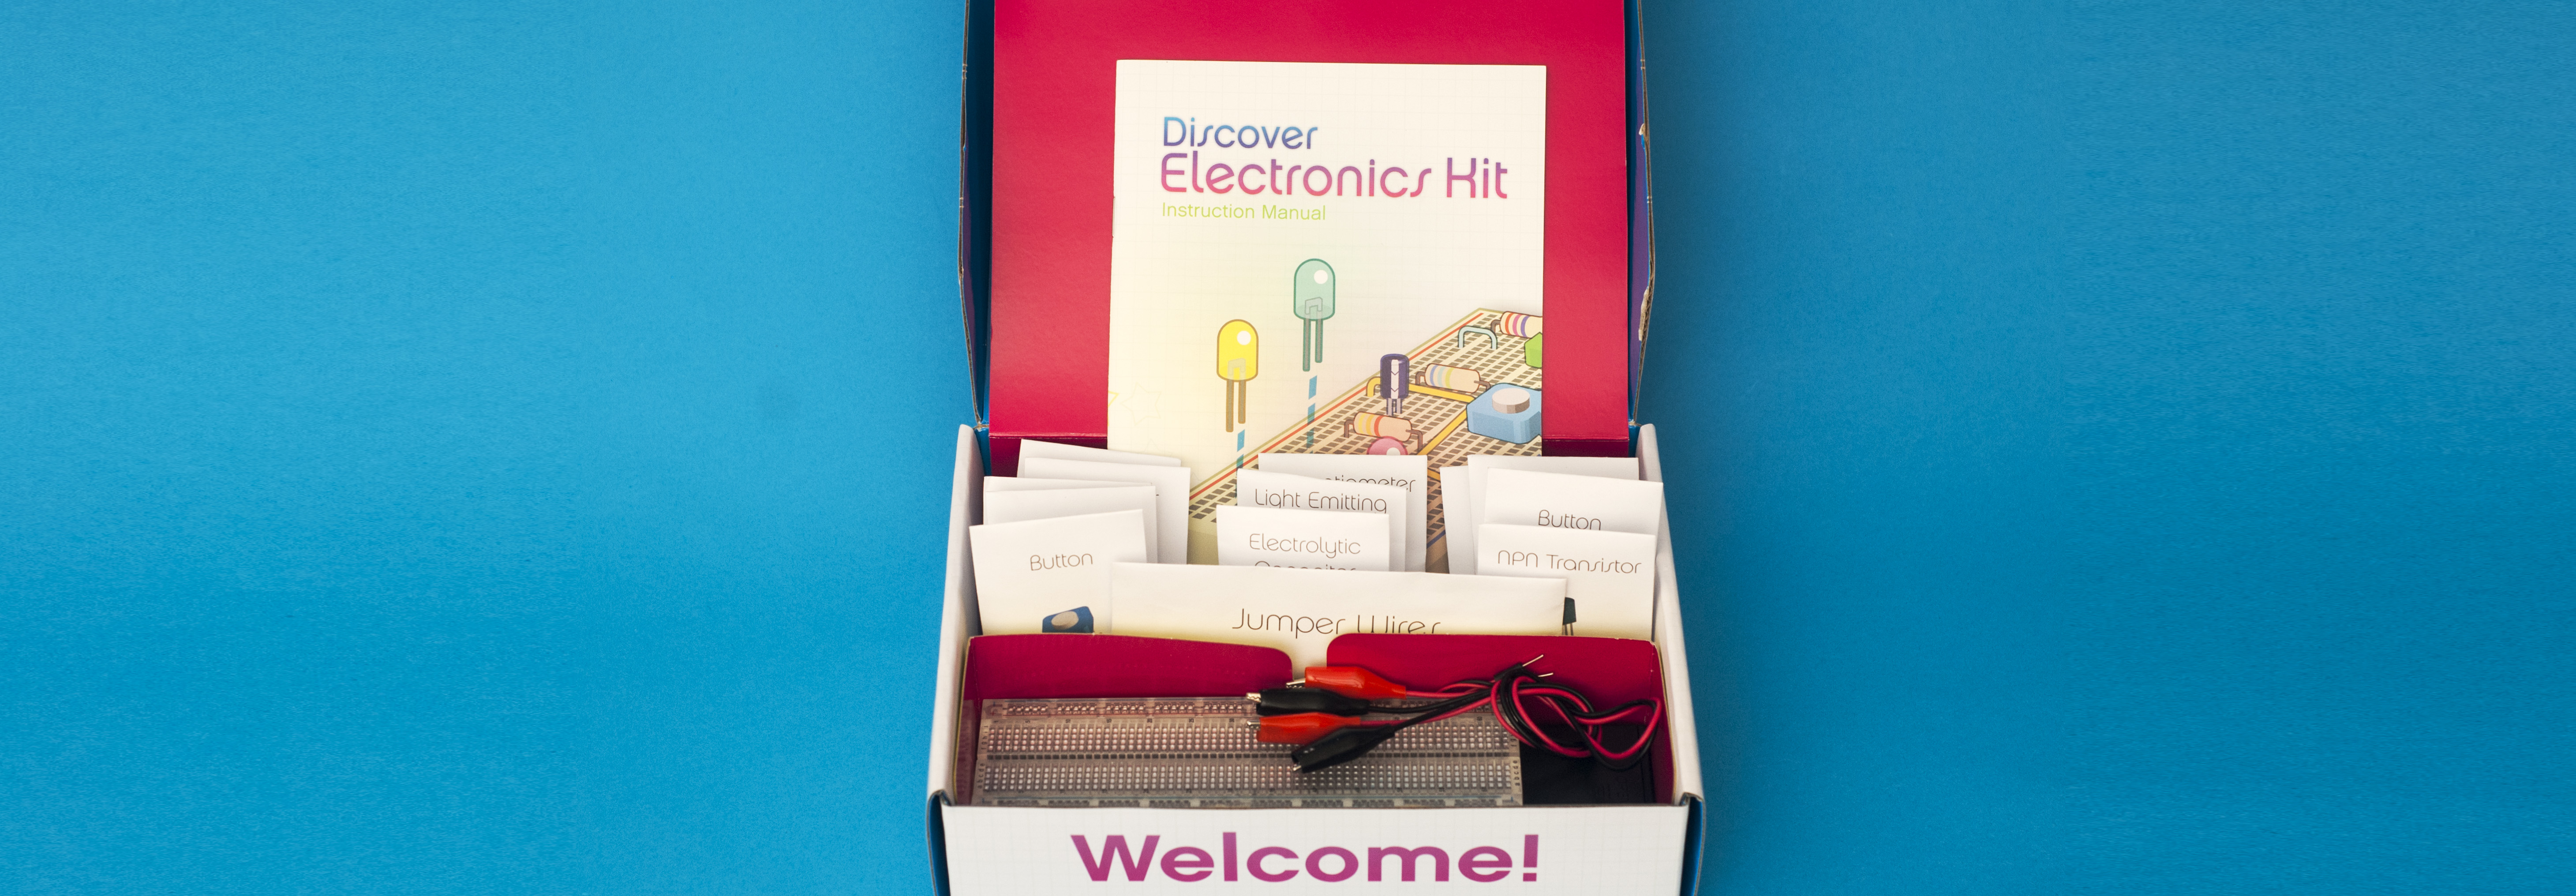 Discover
Electronics Kit
Instruction Manual
Light Emitting
Button
Electrolytic
NPN Transistor
Button
Jumper Wires
Welcome!